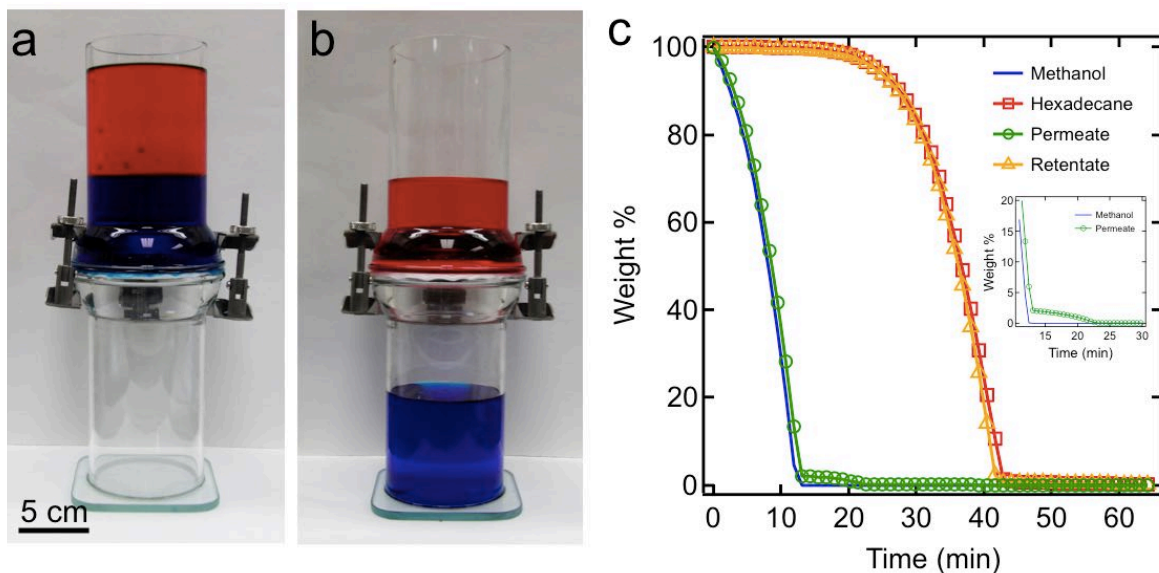 a
5 cm
b
c
Weight %
100
80
60
40
20
0
Methanol
Hexadecane
Permeate
Retentate
0 10 20 30 40 50 60
Time (min)
Weight %
20
15
10
5
0
Methanol
Permeate
15 20 25 30
Time (min)